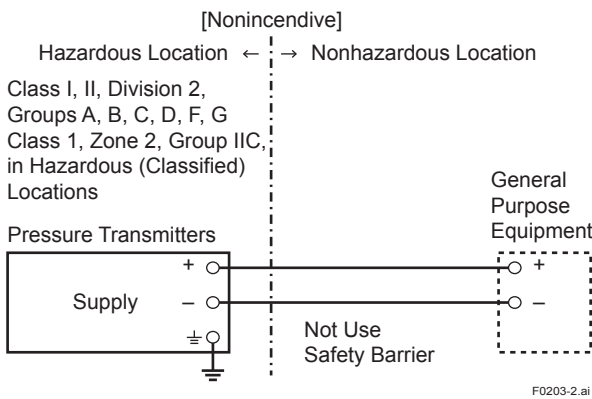 [Nonincendive]
Hazardous Location ← → Nonhazardous Location
Class I, II, Division 2,
Groups A, B, C, D, F, G
Class 1, Zone 2, Group IIC,
in Hazardous (Classified)
Locations
General
Purpose
Equipment
Pressure Transmitters
+ +
Supply – –
Not Use
Safety Barrier
F0203-2.ai